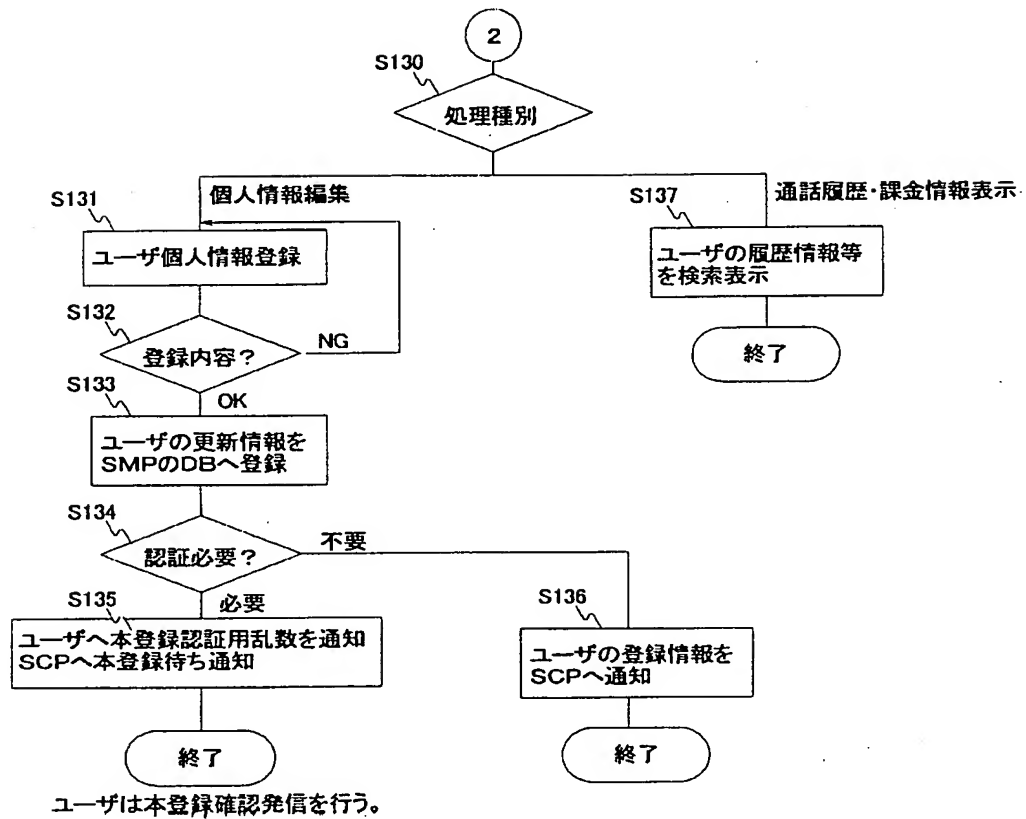 2
S130
処理種別
個人情報編集
通話履歴・課金情報表示
S131
ユーザ個人情報登録
S137
ユーザの履歴情報等
を検索表示
終了
S132
登録内容?
NG
OK
S133
ユーザの更新情報を
SMPのDBへ登録
S134
認証必要?
不要
必要
S135
ユーザへ本登録認証用乱数を通知
SCPへ本登録待ち通知
S136
ユーザの登録情報を
SCPへ通知
終了
終了
ユーザは本登録確認発信を行う。